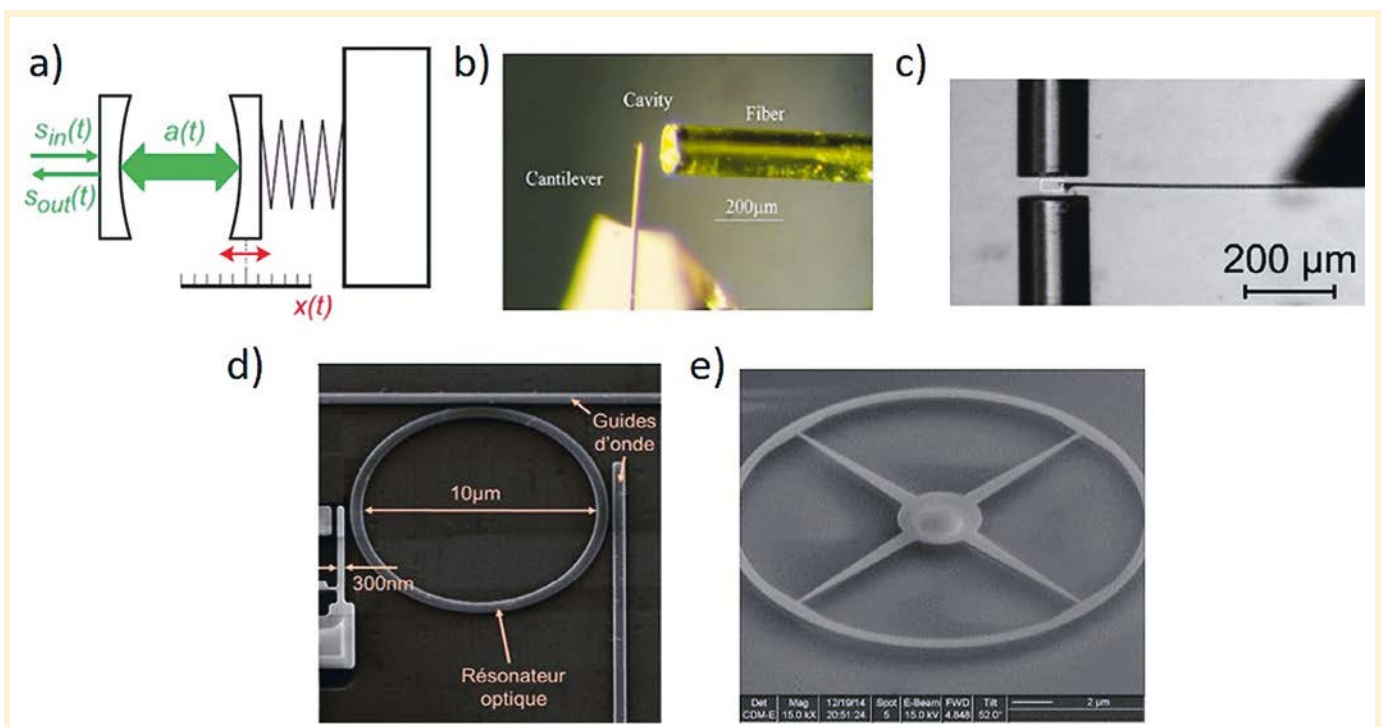 a)
s_in(t)
a(t)
s_out(t)
x(t)
b)
Cavity
Fiber
Cantilever
200µm
c)
200 µm
d)
Guides
d'onde
10µm
300nm
Résonateur
optique
e)
Det Mag 12/19/14 Spot E-Beam FWD Tilt 2 µm
CDM-E 15.0 kX 20:51:24 5 15.0 kV 4.848 52.0°